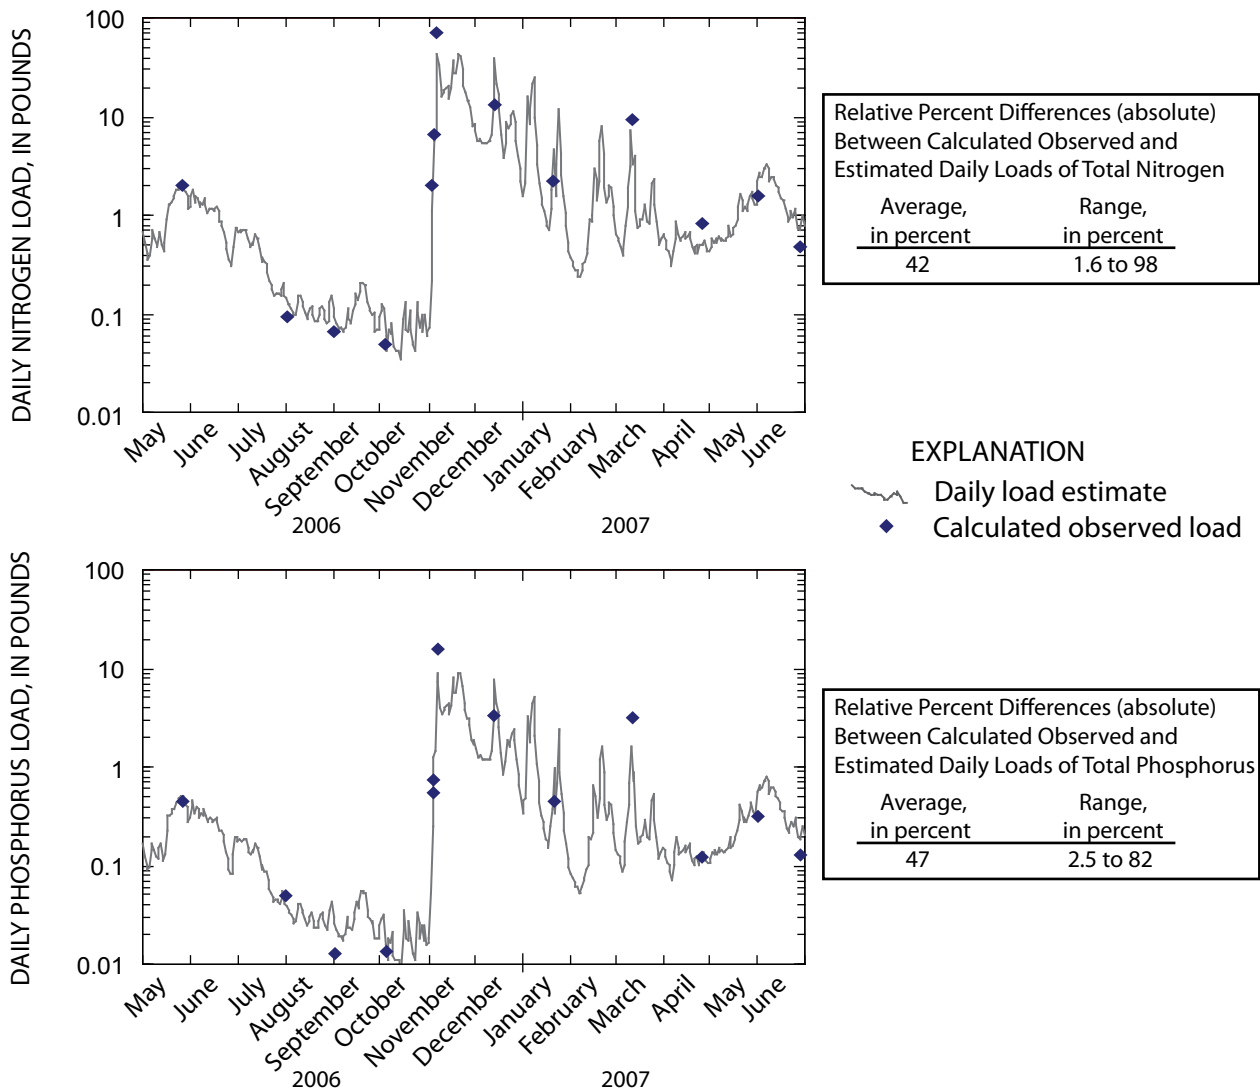 DAILY NITROGEN LOAD, IN POUNDS
100
10
1
0.1
0.01
May June July August September October November December January February March April May June
2006 2007
Relative Percent Differences (absolute)
Between Calculated Observed and
Estimated Daily Loads of Total Nitrogen
Average, Range,
in percent in percent
42 1.6 to 98
EXPLANATION
Daily load estimate
Calculated observed load
DAILY PHOSPHORUS LOAD, IN POUNDS
100
10
1
0.1
0.01
May June July August September October November December January February March April May June
2006 2007
Relative Percent Differences (absolute)
Between Calculated Observed and
Estimated Daily Loads of Total Phosphorus
Average, Range,
in percent in percent
47 2.5 to 82